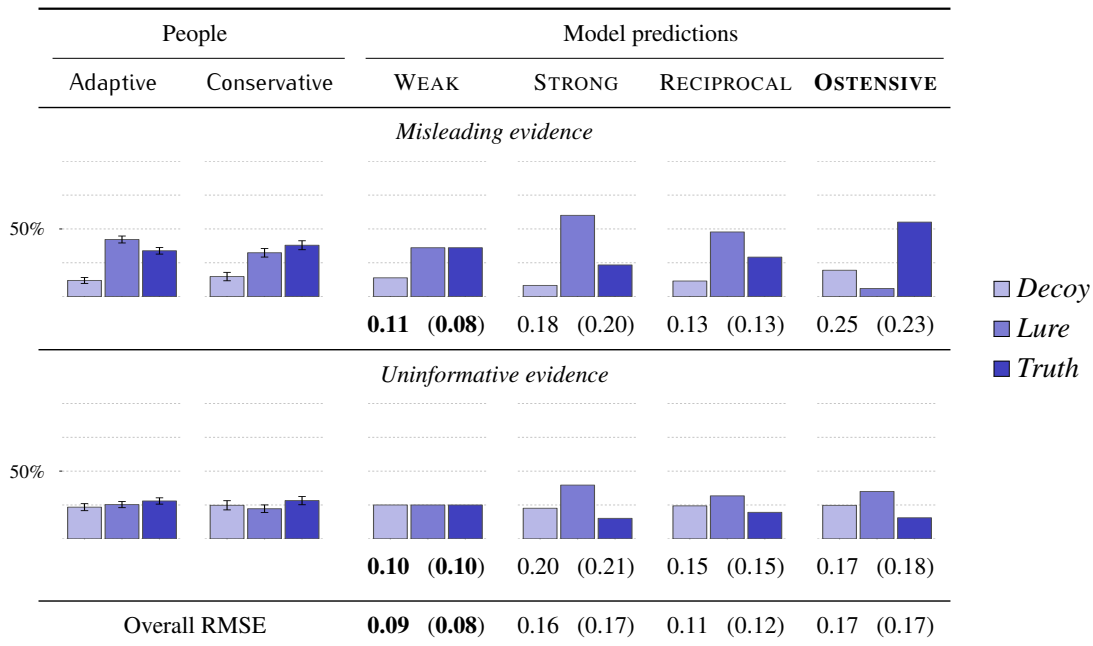 People Model predictions
Adaptive Conservative WEAK STRONG RECIPROCAL OSTENSIVE
Misleading evidence
50%
0.11 (0.08) 0.18 (0.20) 0.13 (0.13) 0.25 (0.23)
Decoy
Lure
Truth
Uninformative evidence
50%
0.10 (0.10) 0.20 (0.21) 0.15 (0.15) 0.17 (0.18)
Overall RMSE 0.09 (0.08) 0.16 (0.17) 0.11 (0.12) 0.17 (0.17)